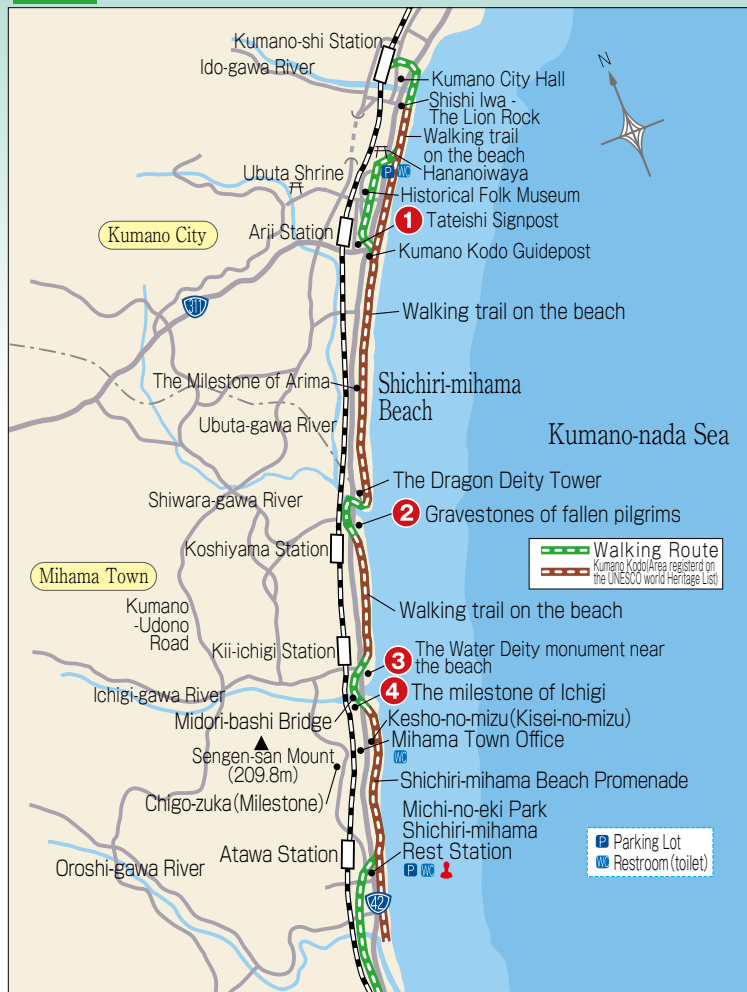 Kumano-shi Station
Ido-gawa River
N
Kumano City Hall
Shishi Iwa -
The Lion Rock
Walking trail
on the beach
Hananoiwaya
P WC
Ubuta Shrine
Historical Folk Museum
1 Tateishi Signpost
Arii Station
Kumano City
Kumano Kodo Guidepost
311
Walking trail on the beach
The Milestone of Arima
Shichiri-mihama
Beach
Ubuta-gawa River
Kumano-nada Sea
The Dragon Deity Tower
Shiwara-gawa River
2 Gravestones of fallen pilgrims
Koshiyama Station
Walking Route
Kumano Kodo(Area registerd on
the UNESCO world Heritage List)
Mihama Town
Kumano
-Udono
Road
Walking trail on the beach
Kii-ichigi Station
3 The Water Deity monument near
the beach
Ichigi-gawa River
4 The milestone of Ichigi
Midori-bashi Bridge
Kesho-no-mizu(Kisei-no-mizu)
Mihama Town Office
WC
Sengen-san Mount
(209.8m)
Shichiri-mihama Beach Promenade
Chigo-zuka(Milestone)
Michi-no-eki Park
Shichiri-mihama
Rest Station
P WC
Atawa Station
Oroshi-gawa River
P Parking Lot
WC Restroom(toilet)
42